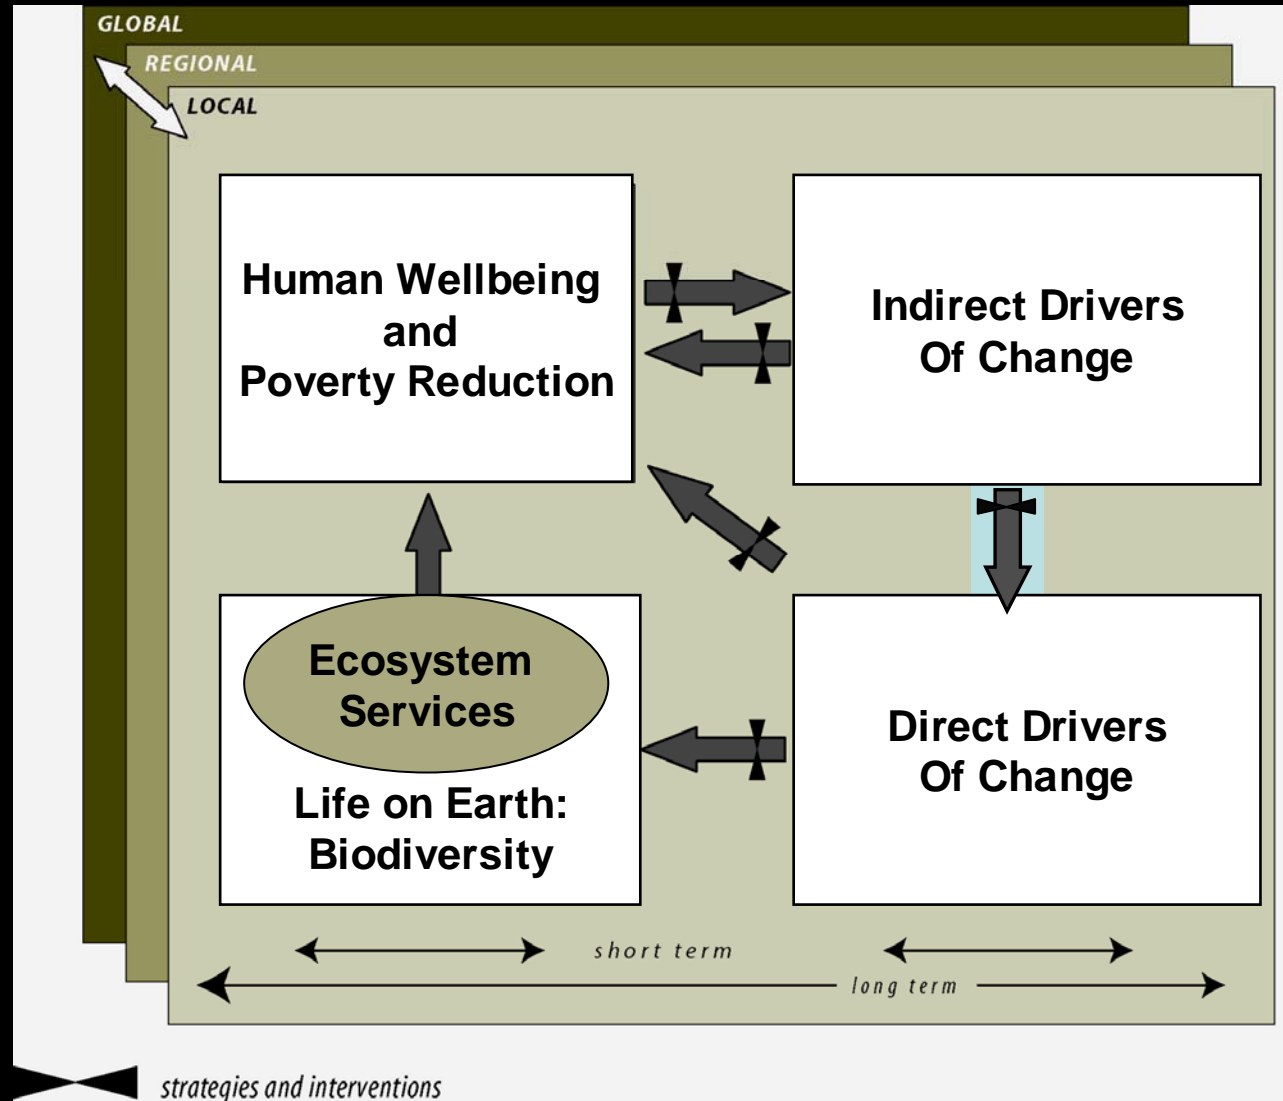 GLOBAL
REGIONAL
LOCAL
Human Wellbeing
and
Poverty Reduction
Indirect Drivers
Of Change
Ecosystem
Services
Life on Earth:
Biodiversity
Direct Drivers
Of Change
short term
long term
strategies and interventions